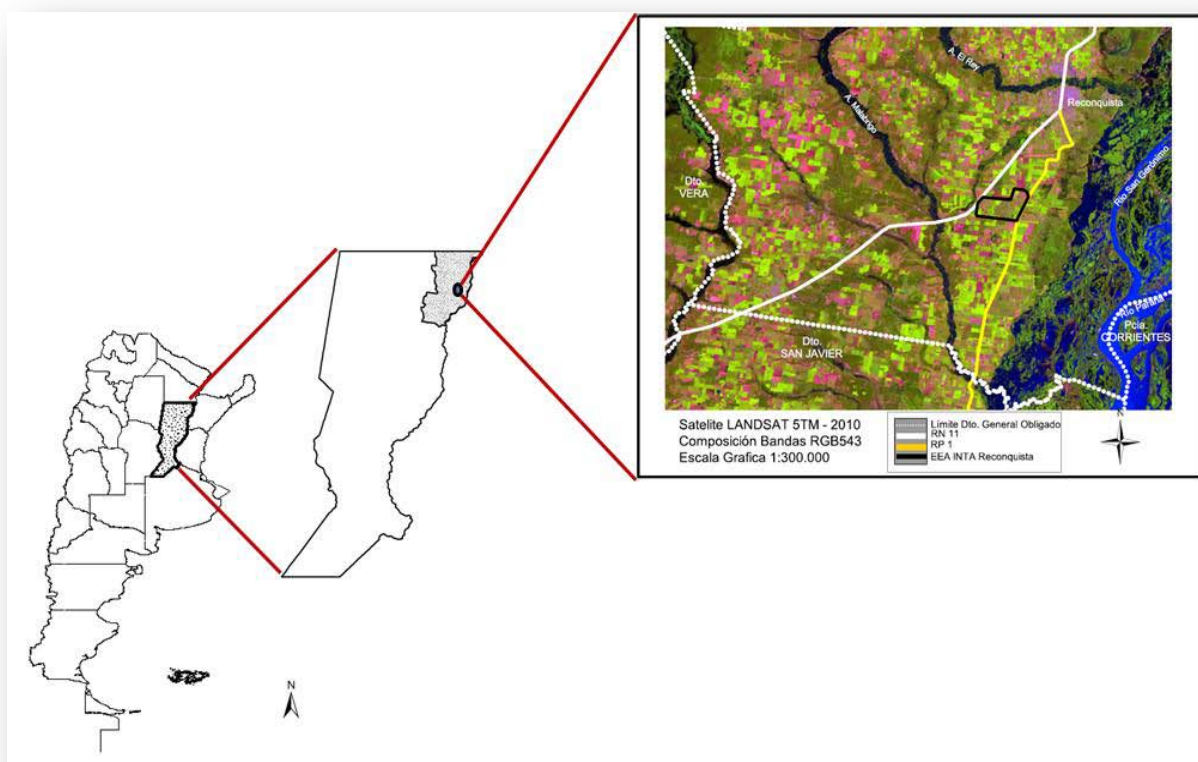 A. El Rey
A. Malabrigo
Reconquista
Río San Gerónimo
Dto.
VERA
Río Paraná
Pcia.
CORRIENTES
Dto.
SAN JAVIER
Satelite LANDSAT 5TM - 2010
Composición Bandas RGB543
Escala Grafica 1:300.000
Limite Dto. General Obligado
RN 11
RP 1
EEA INTA Reconquista
N